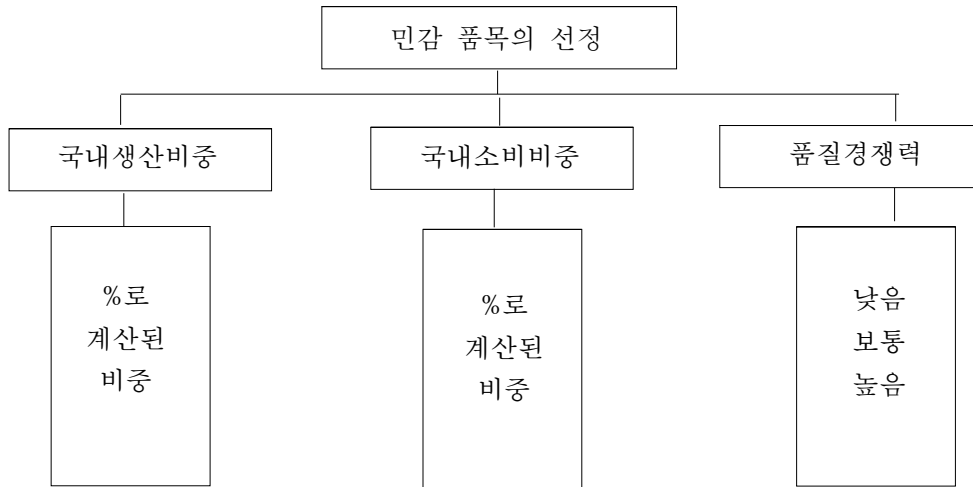 민감 품목의 선정
국내생산비중
국내소비비중
품질경쟁력
%로
계산된
비중
%로
계산된
비중
낮음
보통
높음